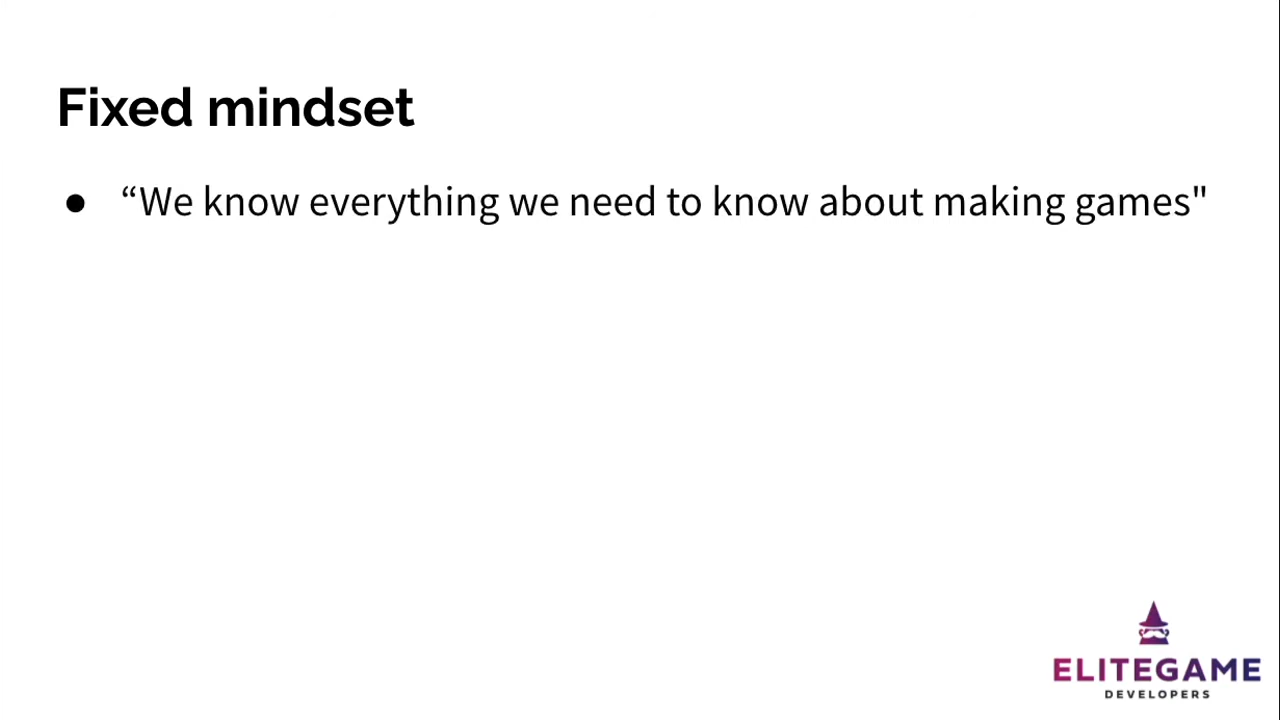 Fixed mindset
● “We know everything we need to know about making games"
ELITEGAME
DEVELOPERS